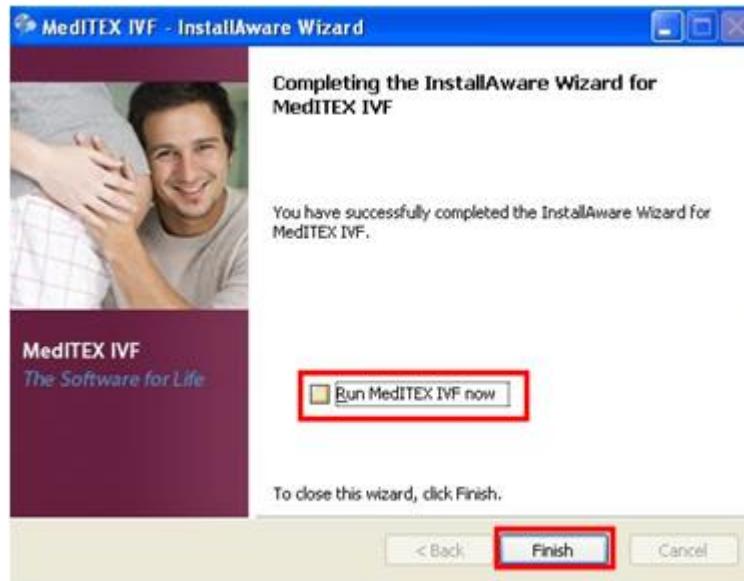 MedITEX IVF - InstallAware Wizard
Completing the InstallAware Wizard for
MedITEX IVF
You have successfully completed the InstallAware Wizard for
MedITEX IVF.
MedITEX IVF
The Software for Life
Run MedITEX IVF now
To close this wizard, click Finish.
< Back
Finish
Cancel